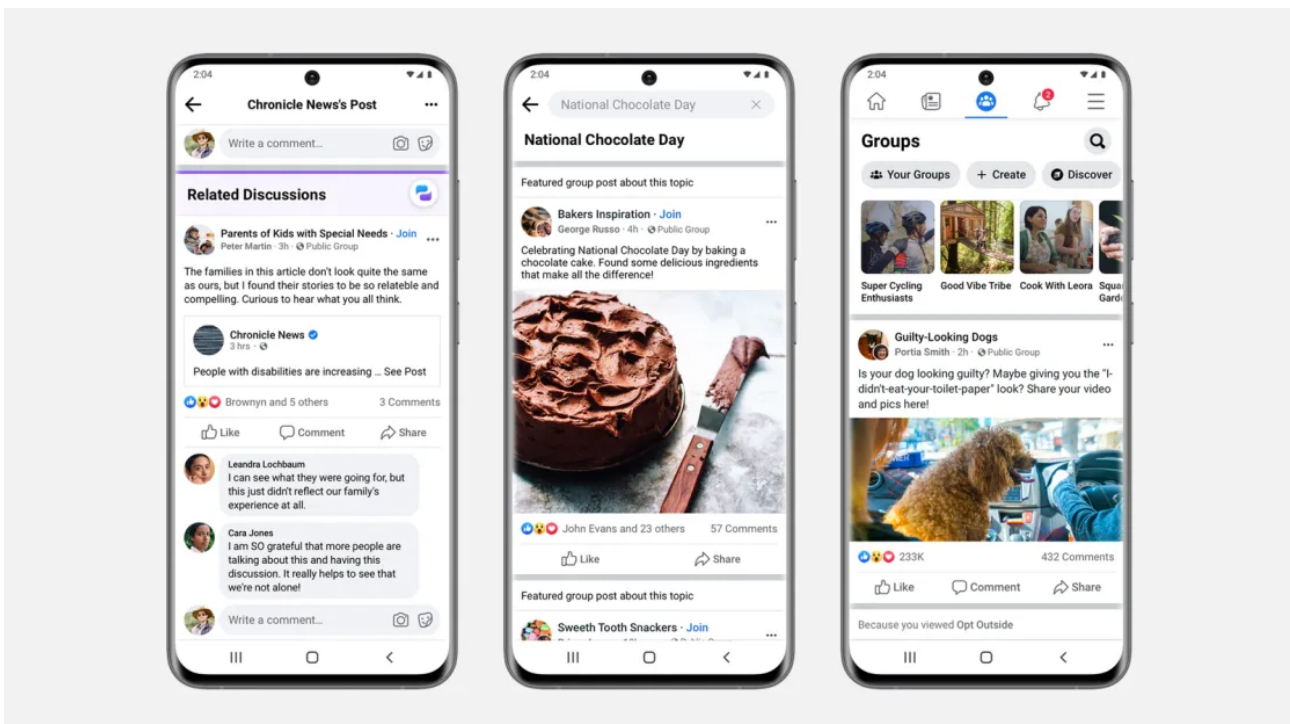 2:04
Chronicle News's Post
Write a comment...
Related Discussions
Parents of Kids with Special Needs · Join
Peter Martin · 3h · Public Group
The families in this article don't look quite the same
as ours, but I found their stories to be so relateble and
compelling. Curious to hear what you all think.
Chronicle News
3 hrs ·
People with disabilities are increasing ... See Post
Brownyn and 5 others 3 Comments
Like Comment Share
Leandra Lochbaum
I can see what they were going for, but
this just didn't reflect our family's
experience at all.
Cara Jones
I am SO grateful that more people are
talking about this and having this
discussion. It really helps to see that
we're not alone!
Write a comment...
2:04
National Chocolate Day
National Chocolate Day
Featured group post about this topic
Bakers Inspiration · Join
George Russo · 4h · Public Group
Celebrating National Chocolate Day by baking a
chocolate cake. Found some delicious ingredients
that make all the difference!
John Evans and 23 others 57 Comments
Like Share
Featured group post about this topic
Sweeth Tooth Snackers · Join
2:04
2
Groups
Your Groups + Create Discover
Super Cycling
Enthusiasts
Good Vibe Tribe
Cook With Leora
Guilty-Looking Dogs
Portia Smith · 2h · Public Group
Is your dog looking guilty? Maybe giving you the "I-
didn't-eat-your-toilet-paper" look? Share your video
and pics here!
233K 432 Comments
Like Comment Share
Because you viewed Opt Outside